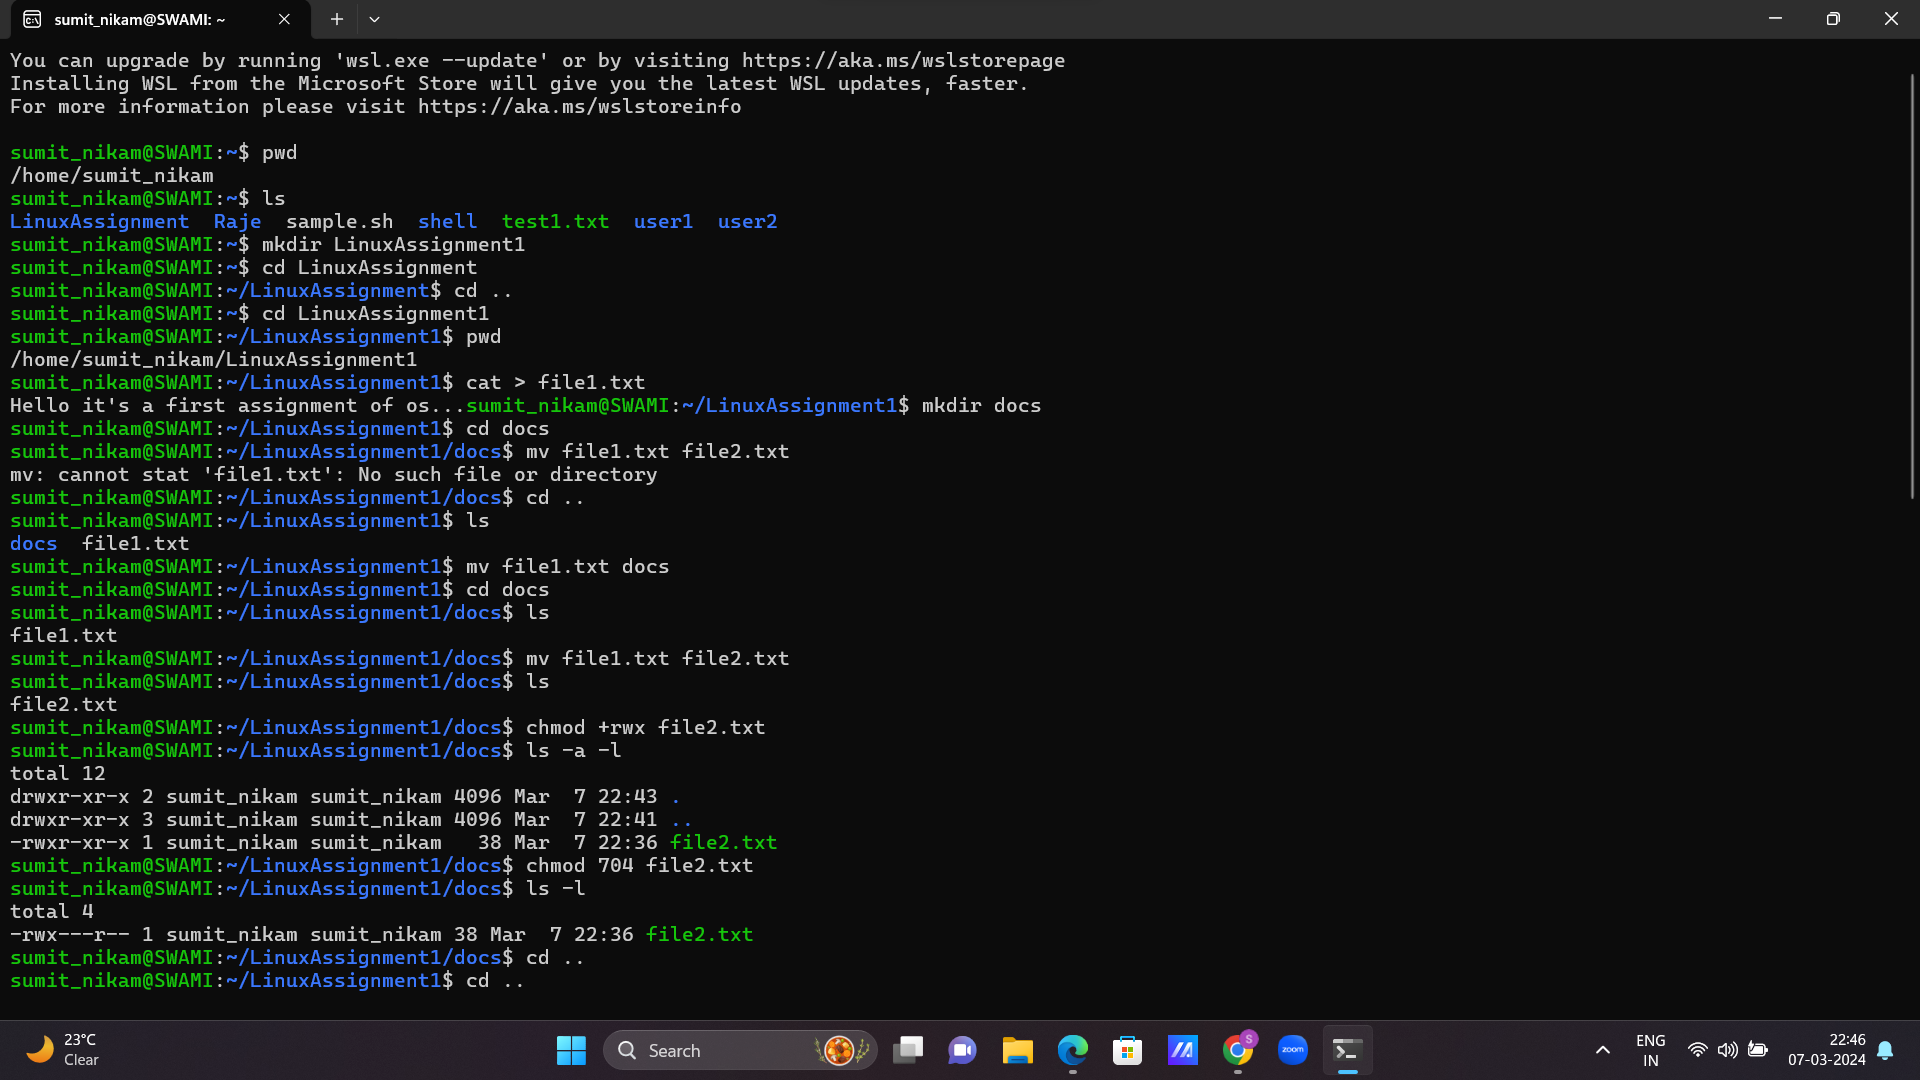 sumit_nikam@SWAMI: ~
You can upgrade by running 'wsl.exe --update' or by visiting https://aka.ms/wslstorepage
Installing WSL from the Microsoft Store will give you the latest WSL updates, faster.
For more information please visit https://aka.ms/wslstoreinfo
sumit_nikam@SWAMI:~$ pwd
/home/sumit_nikam
sumit_nikam@SWAMI:~$ ls
LinuxAssignment  Raje  sample.sh  shell  test1.txt  user1  user2
sumit_nikam@SWAMI:~$ mkdir LinuxAssignment1
sumit_nikam@SWAMI:~$ cd LinuxAssignment
sumit_nikam@SWAMI:~/LinuxAssignment$ cd ..
sumit_nikam@SWAMI:~$ cd LinuxAssignment1
sumit_nikam@SWAMI:~/LinuxAssignment1$ pwd
/home/sumit_nikam/LinuxAssignment1
sumit_nikam@SWAMI:~/LinuxAssignment1$ cat > file1.txt
Hello it's a first assignment of os...sumit_nikam@SWAMI:~/LinuxAssignment1$ mkdir docs
sumit_nikam@SWAMI:~/LinuxAssignment1$ cd docs
sumit_nikam@SWAMI:~/LinuxAssignment1/docs$ mv file1.txt file2.txt
mv: cannot stat 'file1.txt': No such file or directory
sumit_nikam@SWAMI:~/LinuxAssignment1/docs$ cd ..
sumit_nikam@SWAMI:~/LinuxAssignment1$ ls
docs  file1.txt
sumit_nikam@SWAMI:~/LinuxAssignment1$ mv file1.txt docs
sumit_nikam@SWAMI:~/LinuxAssignment1$ cd docs
sumit_nikam@SWAMI:~/LinuxAssignment1/docs$ ls
file1.txt
sumit_nikam@SWAMI:~/LinuxAssignment1/docs$ mv file1.txt file2.txt
sumit_nikam@SWAMI:~/LinuxAssignment1/docs$ ls
file2.txt
sumit_nikam@SWAMI:~/LinuxAssignment1/docs$ chmod +rwx file2.txt
sumit_nikam@SWAMI:~/LinuxAssignment1/docs$ ls -a -l
total 12
drwxr-xr-x 2 sumit_nikam sumit_nikam 4096 Mar  7 22:43 .
drwxr-xr-x 3 sumit_nikam sumit_nikam 4096 Mar  7 22:41 ..
-rwxr-xr-x 1 sumit_nikam sumit_nikam   38 Mar  7 22:36 file2.txt
sumit_nikam@SWAMI:~/LinuxAssignment1/docs$ chmod 704 file2.txt
sumit_nikam@SWAMI:~/LinuxAssignment1/docs$ ls -l
total 4
-rwx---r-- 1 sumit_nikam sumit_nikam 38 Mar  7 22:36 file2.txt
sumit_nikam@SWAMI:~/LinuxAssignment1/docs$ cd ..
sumit_nikam@SWAMI:~/LinuxAssignment1$ cd ..
23°C
Clear
Search
S
zoom
ENG
IN
22:46
07-03-2024